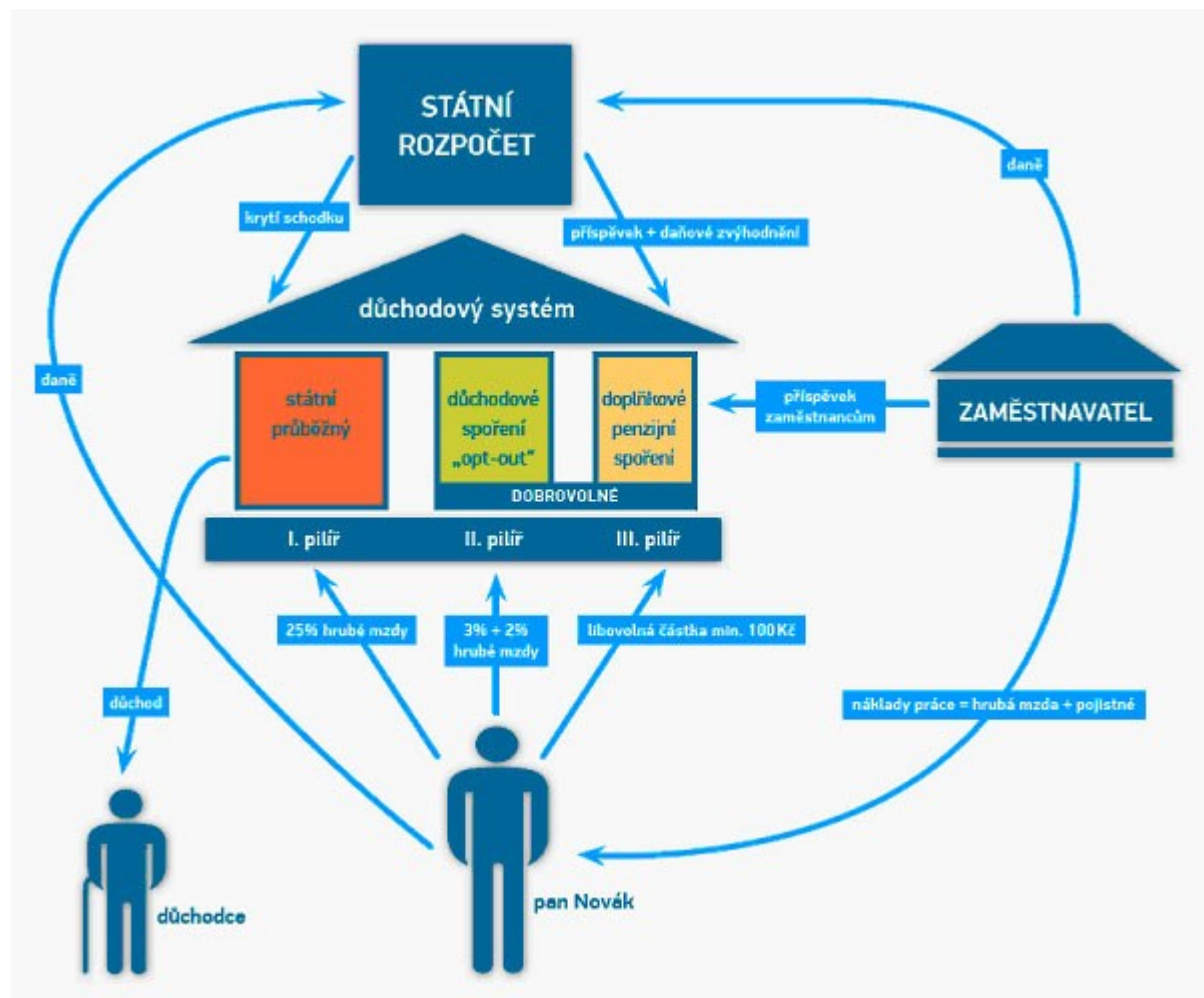 STÁTNÍ
ROZPOČET
daně
krytí schodku
příspěvek + daňové zvýhodnění
důchodový systém
daně
státní
průběžný
důchodové
spoření
„opt-out“
doplňkové
penzijní
spoření
příspěvek
zaměstnancům
ZAMĚSTNAVATEL
DOBROVOLNÉ
I. pilíř
II. pilíř
III. pilíř
25% hrubé mzdy
3% + 2%
hrubé mzdy
libovolná částka min. 100Kč
důchod
náklady práce = hrubá mzda + pojistné
důchodce
pan Novák